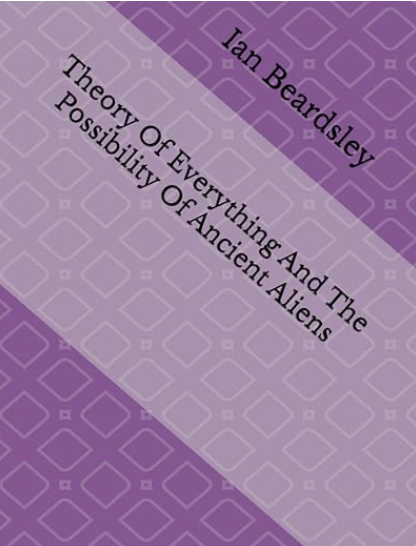 Ian Beardsley
Theory Of Everything And The
Possibility Of Ancient Aliens